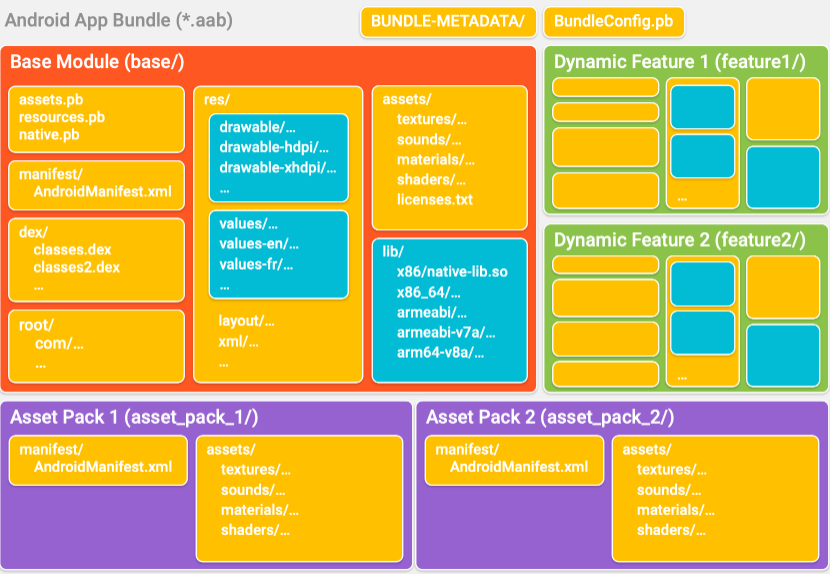 Android App Bundle (*.aab)
BUNDLE-METADATA/
BundleConfig.pb
Base Module (base/)
assets.pb
resources.pb
native.pb
manifest/
AndroidManifest.xml
dex/
classes.dex
classes2.dex
...
root/
com/...
...
res/
drawable/...
drawable-hdpi/...
drawable-xhdpi/...
...
values/...
values-en/...
values-fr/...
...
layout/...
xml/...
...
assets/
textures/...
sounds/...
materials/...
shaders/...
licenses.txt
lib/
x86/native-lib.so
x86_64/...
armeabi/...
armeabi-v7a/...
arm64-v8a/...
Dynamic Feature 1 (feature1/)
...
Dynamic Feature 2 (feature2/)
...
Asset Pack 1 (asset_pack_1/)
manifest/
AndroidManifest.xml
assets/
textures/...
sounds/...
materials/...
shaders/...
Asset Pack 2 (asset_pack_2/)
manifest/
AndroidManifest.xml
assets/
textures/...
sounds/...
materials/...
shaders/...